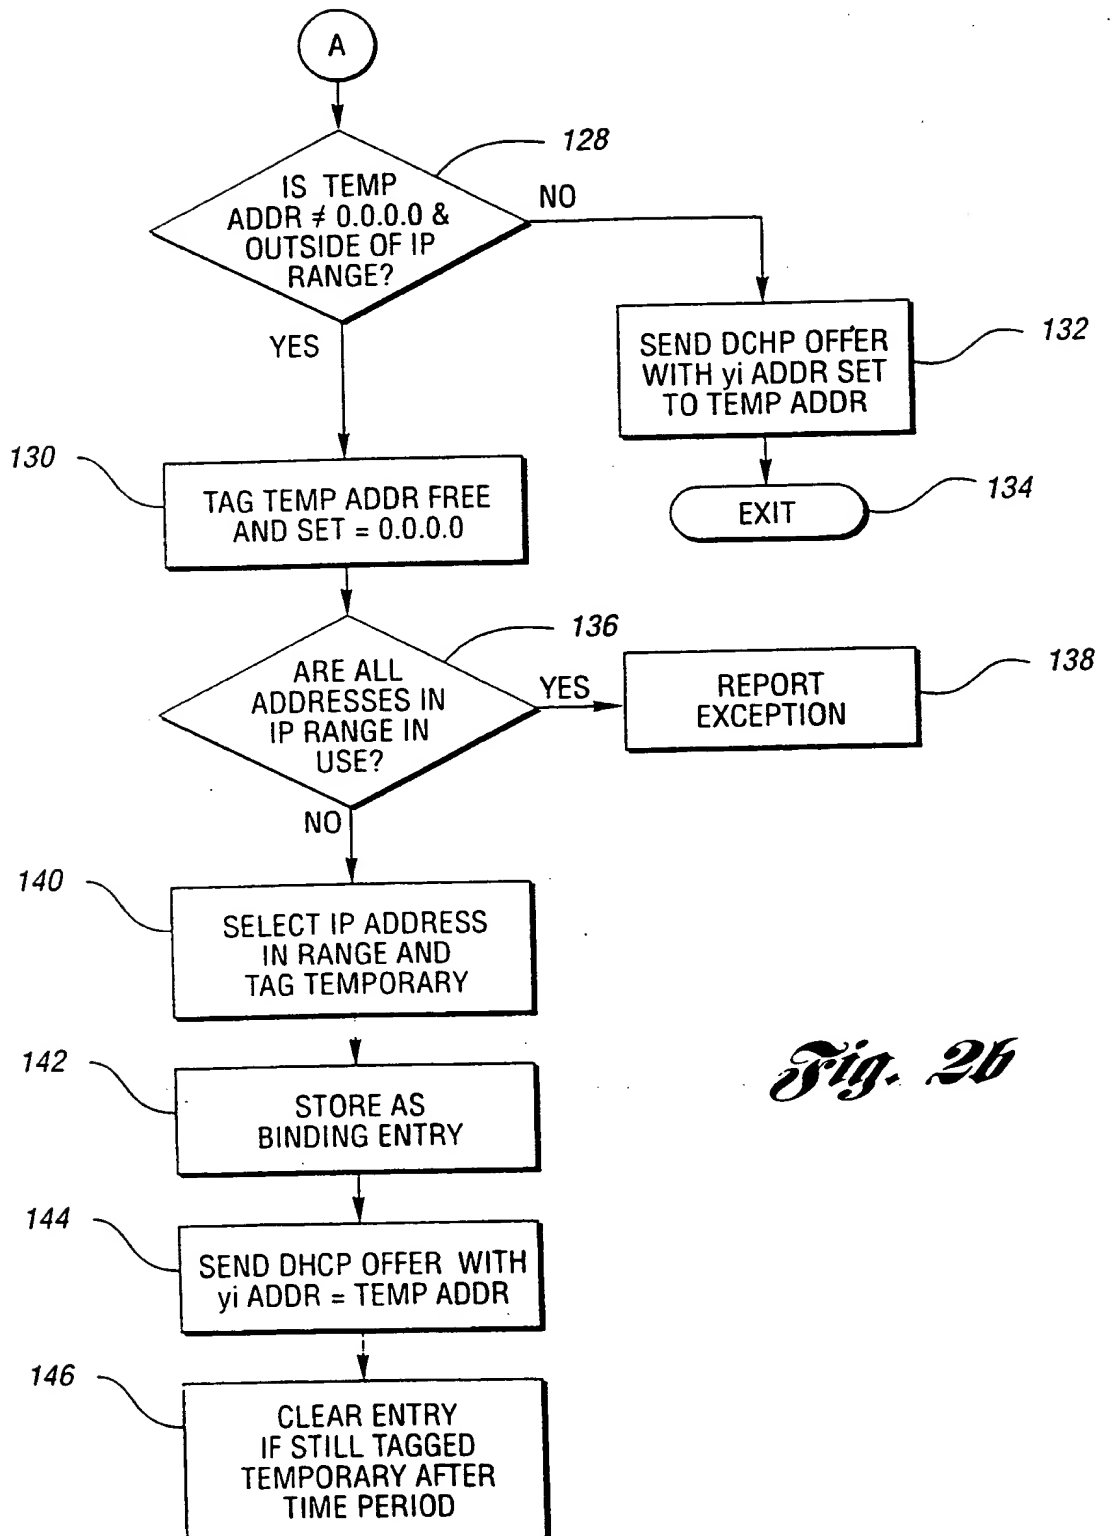 A
128
IS TEMP
ADDR ≠ 0.0.0.0 &
OUTSIDE OF IP
RANGE?
NO
YES
132
SEND DCHP OFFER
WITH yi ADDR SET
TO TEMP ADDR
130
TAG TEMP ADDR FREE
AND SET = 0.0.0.0
134
EXIT
136
ARE ALL
ADDRESSES IN
IP RANGE IN
USE?
YES
NO
138
REPORT
EXCEPTION
140
SELECT IP ADDRESS
IN RANGE AND
TAG TEMPORARY
142
STORE AS
BINDING ENTRY
Fig. 2b
144
SEND DHCP OFFER WITH
yi ADDR = TEMP ADDR
146
CLEAR ENTRY
IF STILL TAGGED
TEMPORARY AFTER
TIME PERIOD